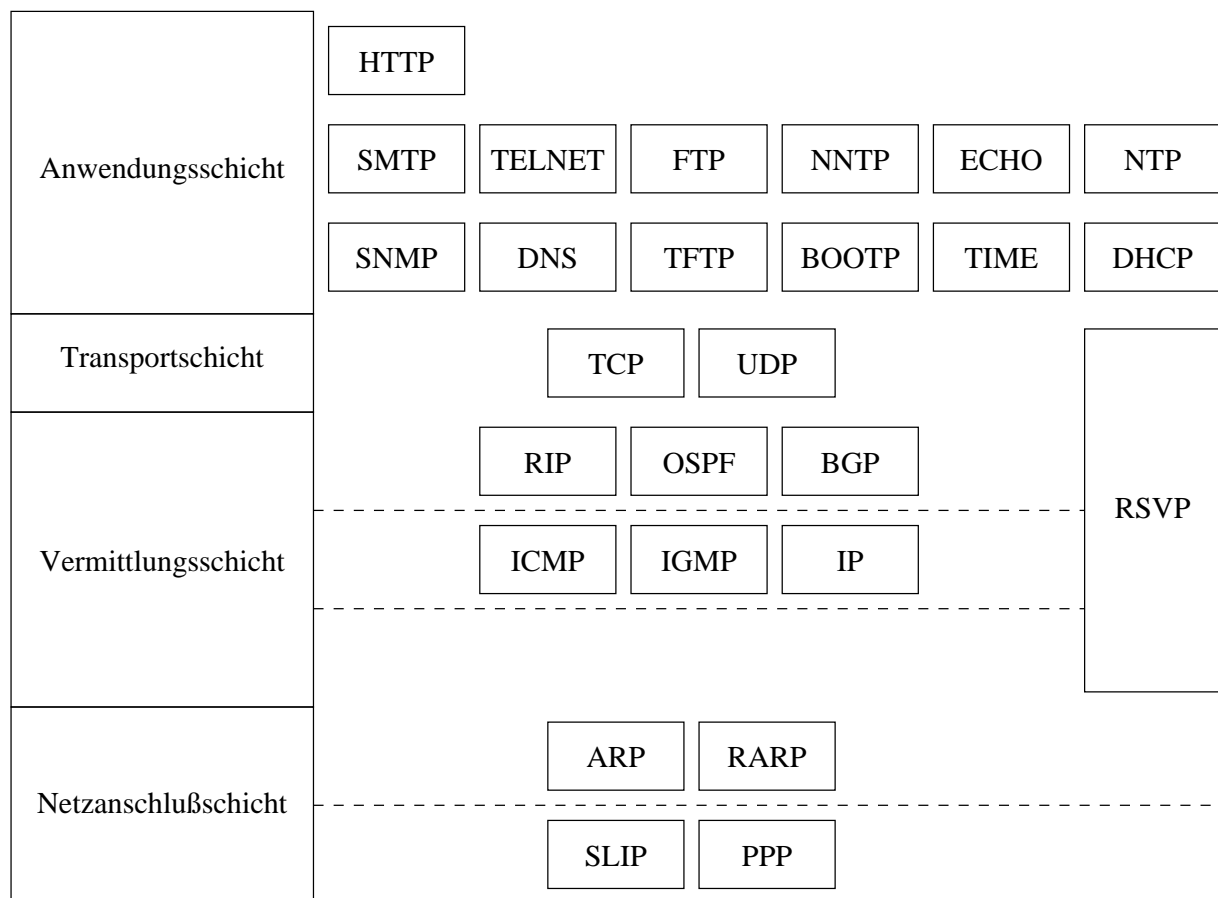 HTTP
Anwendungsschicht
SMTP TELNET FTP NNTP ECHO NTP
SNMP DNS TFTP BOOTP TIME DHCP
Transportschicht
TCP UDP
RIP OSPF BGP
RSVP
Vermittlungsschicht
ICMP IGMP IP
ARP RARP
Netzanschlußschicht
SLIP PPP